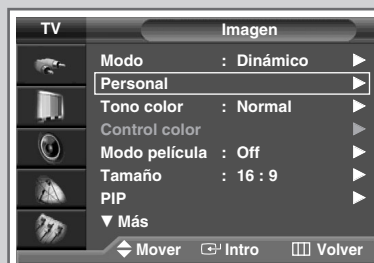 TV Imagen
Modo : Dinámico
Personal
Tono color : Normal
Control color
Modo película : Off
Tamaño : 16 : 9
PIP
▼ Más
Mover Intro Volver